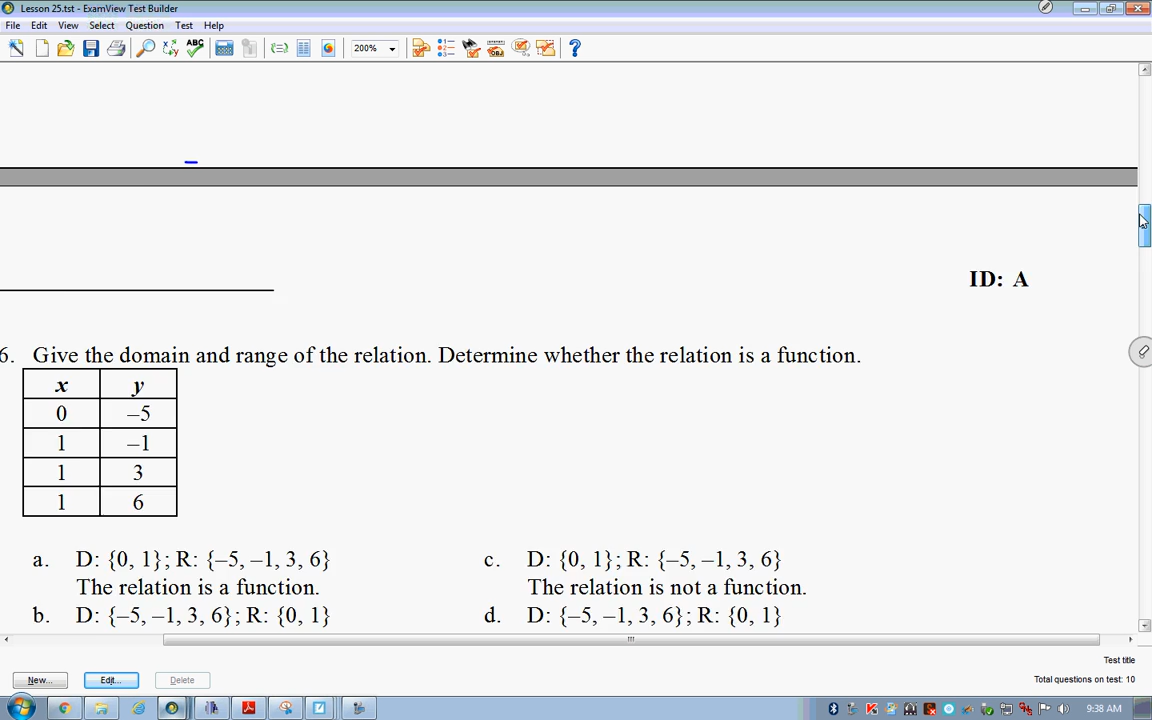 Lesson 25.tst - ExamView Test Builder
File Edit View Select Question Test Help
ABC 200% OBJ ?
ID: A
6. Give the domain and range of the relation. Determine whether the relation is a function.
x y
0 –5
1 –1
1 3
1 6
a. D: {0, 1}; R: {–5, –1, 3, 6} c. D: {0, 1}; R: {–5, –1, 3, 6}
The relation is a function. The relation is not a function.
b. D: {–5, –1, 3, 6}; R: {0, 1} d. D: {–5, –1, 3, 6}; R: {0, 1}
Test title
New... Edit... Delete Total questions on test: 10
9:38 AM